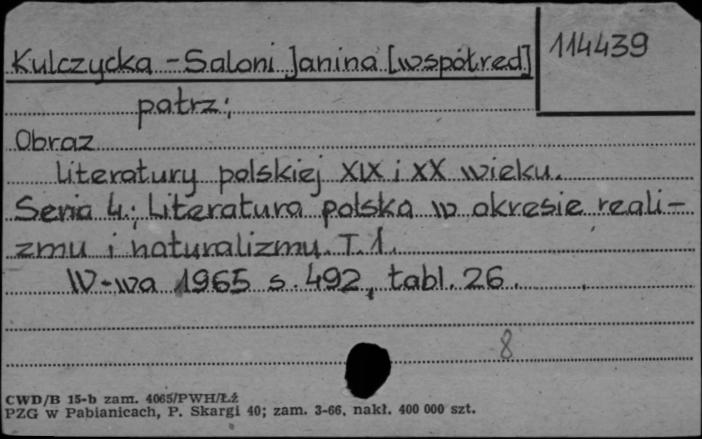 114439
Kulczycka-Saloni Janina [współred]
patrz:
Obraz
literatury polskiej XIX i XX wieku.
Seria 4.: Literatura polska w okresie reali-
zmu i naturalizmu. T. 1.
W-wa 1965 s. 492, tabl. 26.
8
CWD/B 15-b zam. 4065/PWH/Łź
PZG w Pabianicach, P. Skargi 40; zam. 3-66, nakł. 400 000 szt.